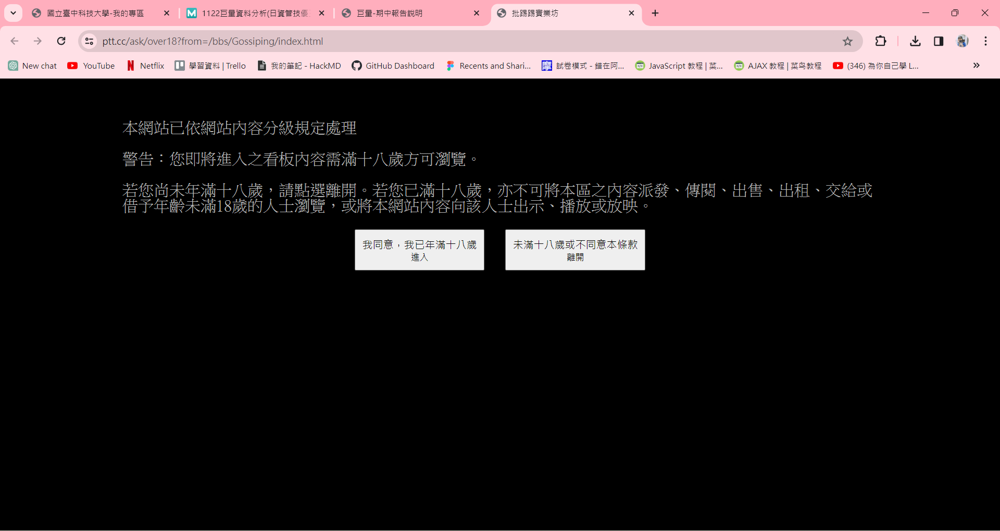 國立臺中科技大學-我的專區
1122巨量資料分析(日資管技優
巨量-期中報告說明
批踢踢實業坊
ptt.cc/ask/over18?from=/bbs/Gossiping/index.html
New chat
YouTube
Netflix
學習資料 | Trello
我的筆記 - HackMD
GitHub Dashboard
Recents and Shari...
試卷模式 - 錯在阿...
JavaScript 教程 | 菜...
AJAX 教程 | 菜鸟教程
(346) 為你自己學 L...
本網站已依網站內容分級規定處理
警告：您即將進入之看板內容需滿十八歲方可瀏覽。
若您尚未年滿十八歲，請點選離開。若您已滿十八歲，亦不可將本區之內容派發、傳閱、出售、出租、交給或
借予年齡未滿18歲的人士瀏覽，或將本網站內容向該人士出示、播放或放映。
我同意，我已年滿十八歲
進入
未滿十八歲或不同意本條款
離開